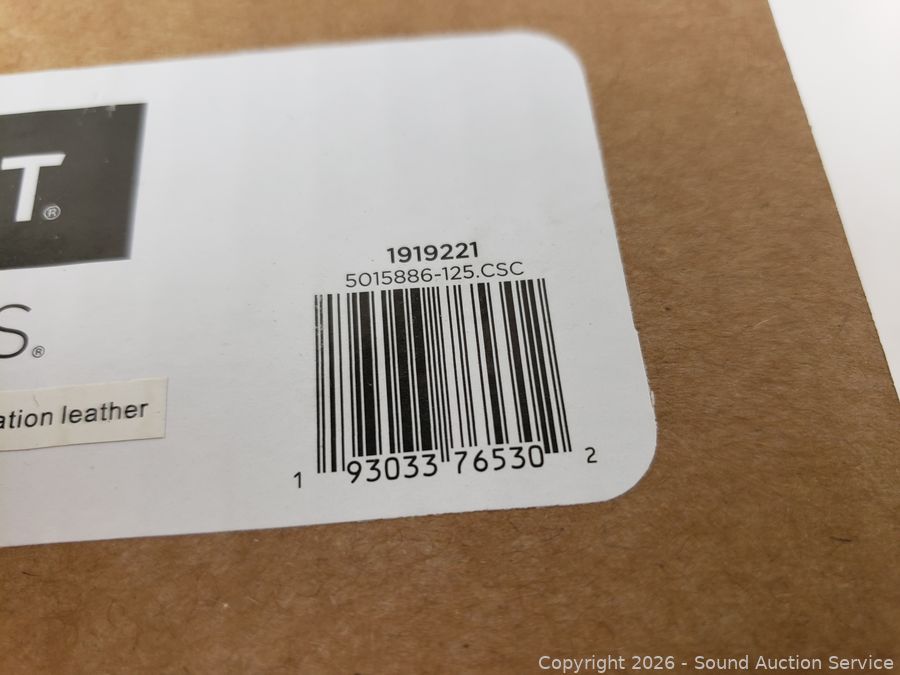 T®
1919221
5015886-125.CSC
S®
ation leather
1 93033 76530 2
Copyright 2026 - Sound Auction Service